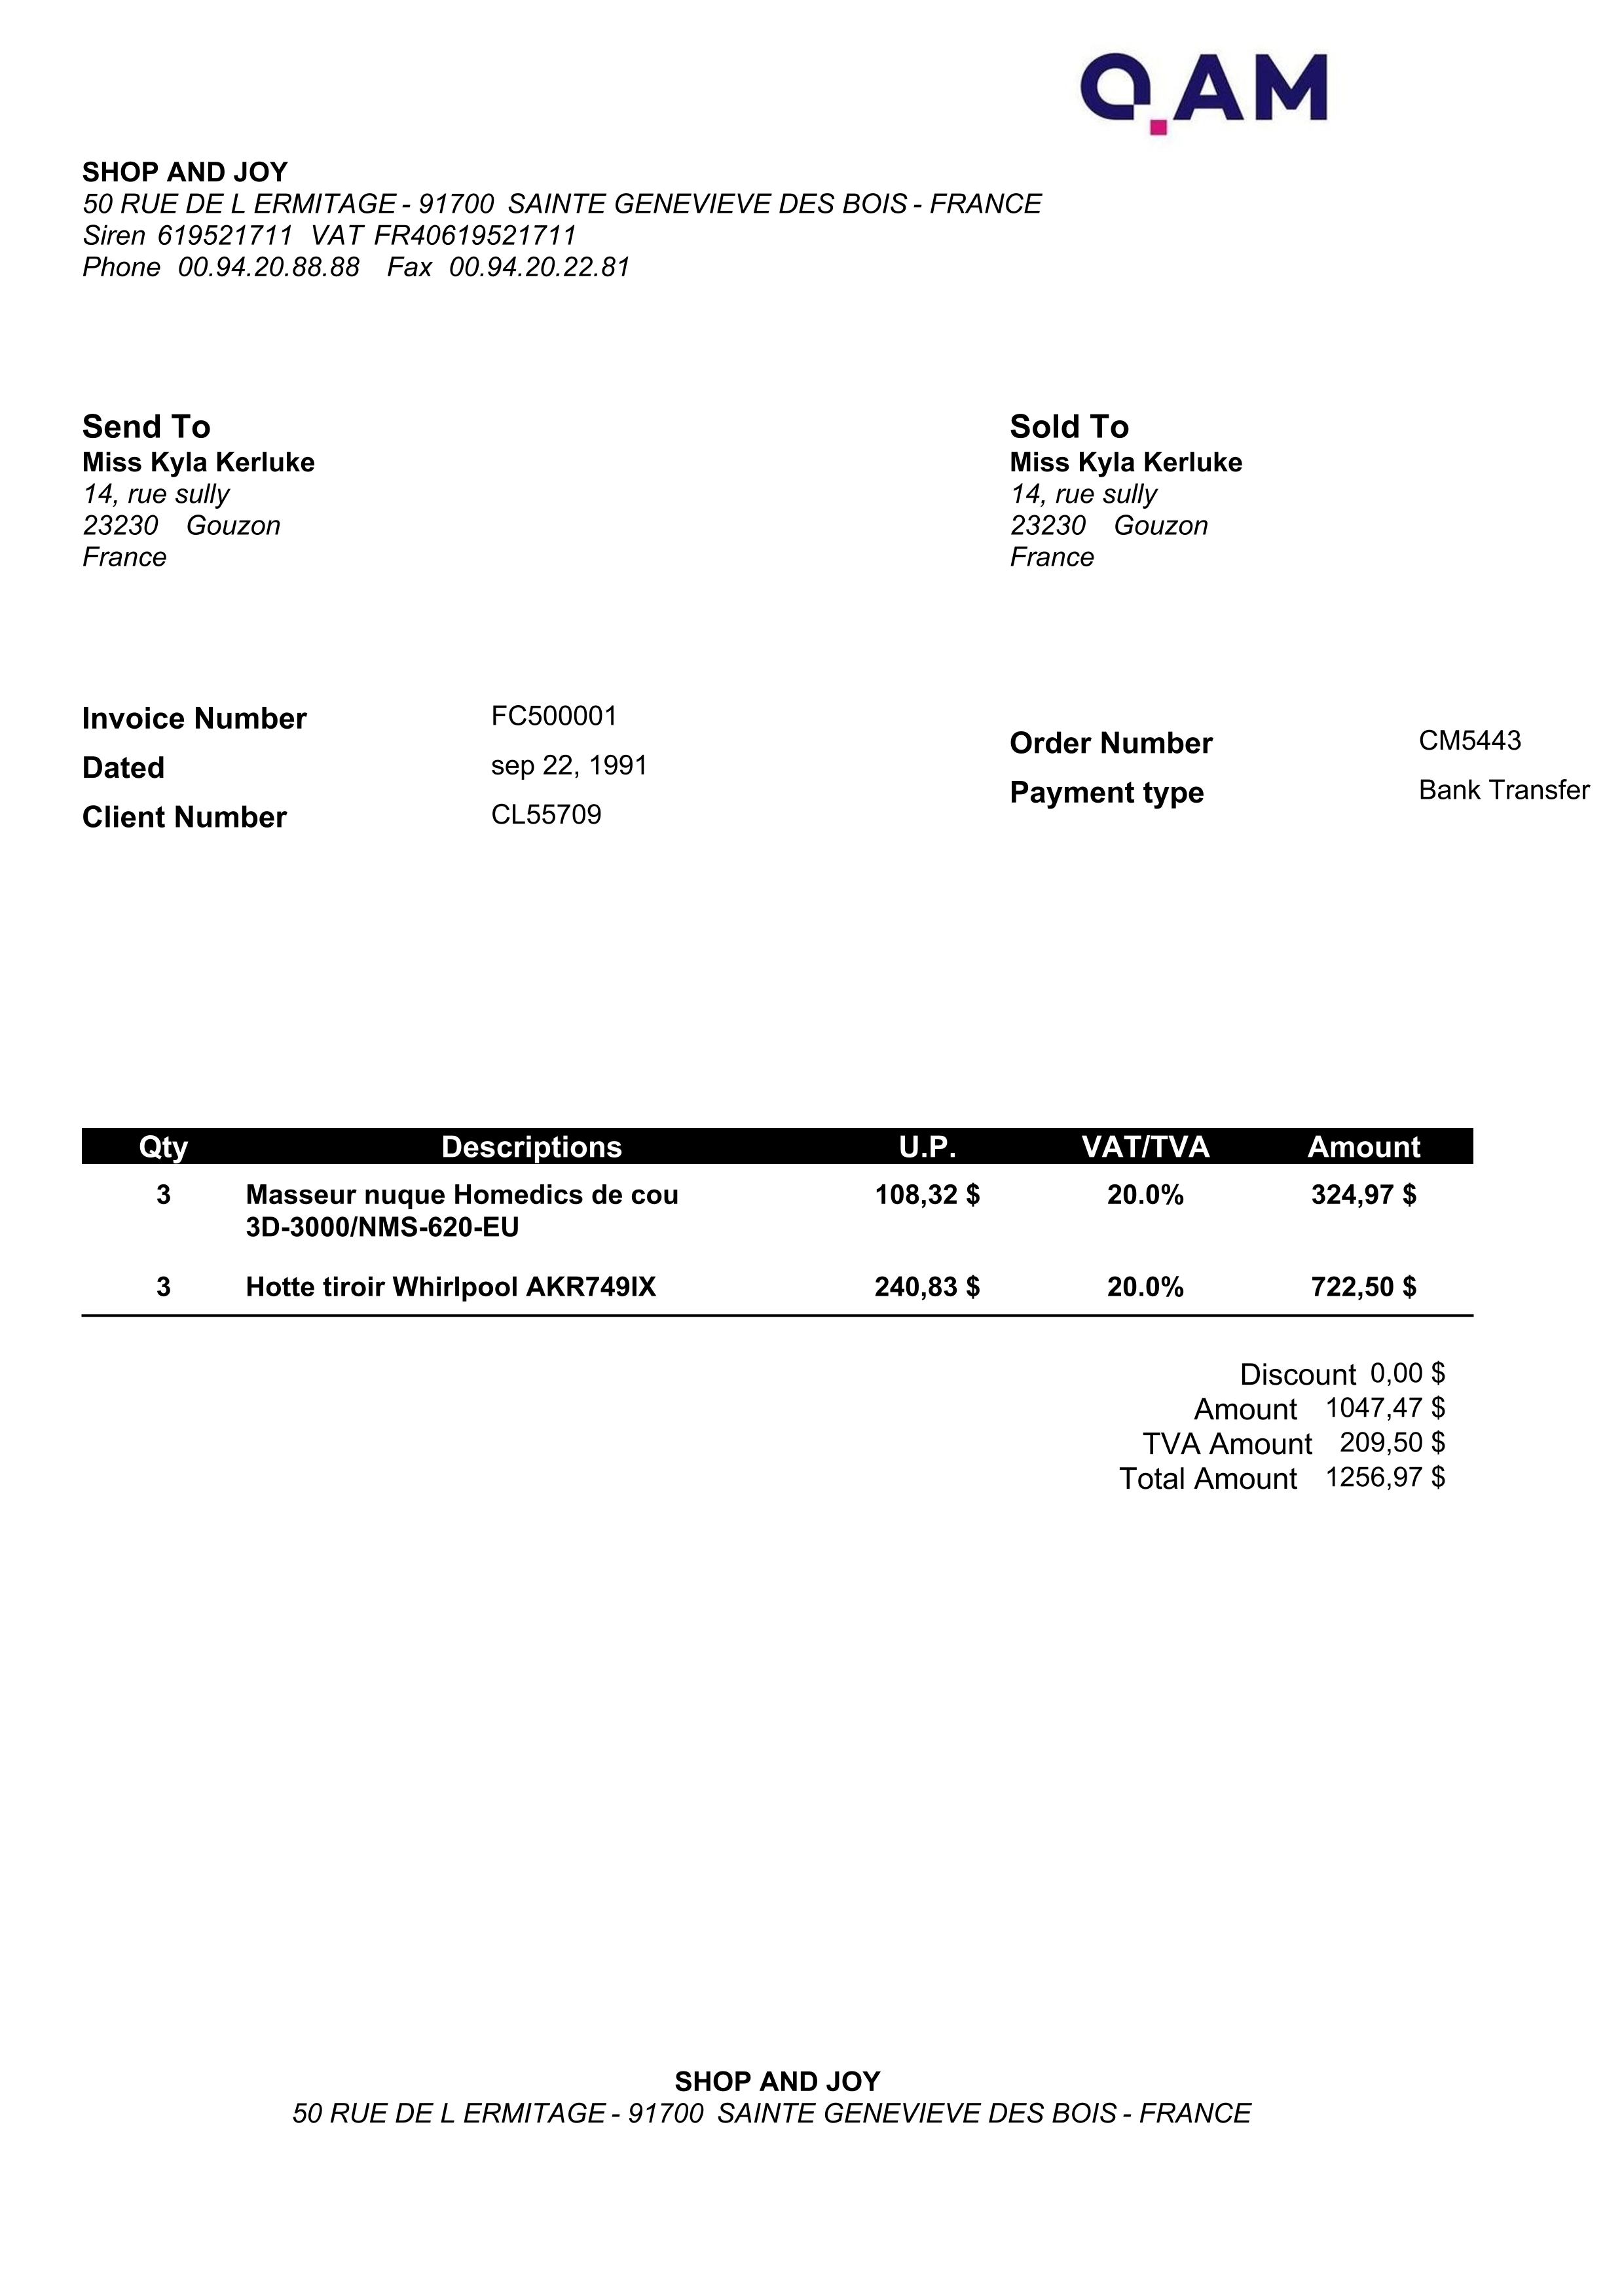 Q.AM
SHOP AND JOY
50 RUE DE L ERMITAGE - 91700 SAINTE GENEVIEVE DES BOIS - FRANCE
Siren 619521711 VAT FR40619521711
Phone 00.94.20.88.88 Fax 00.94.20.22.81
Send To
Miss Kyla Kerluke
14, rue sully
23230 Gouzon
France
Sold To
Miss Kyla Kerluke
14, rue sully
23230 Gouzon
France
Invoice Number FC500001
Dated sep 22, 1991
Client Number CL55709
Order Number CM5443
Payment type Bank Transfer
Qty Descriptions U.P. VAT/TVA Amount
3 Masseur nuque Homedics de cou 108,32 $ 20.0% 324,97 $
3D-3000/NMS-620-EU
3 Hotte tiroir Whirlpool AKR749IX 240,83 $ 20.0% 722,50 $
Discount 0,00 $
Amount 1047,47 $
TVA Amount 209,50 $
Total Amount 1256,97 $
SHOP AND JOY
50 RUE DE L ERMITAGE - 91700 SAINTE GENEVIEVE DES BOIS - FRANCE